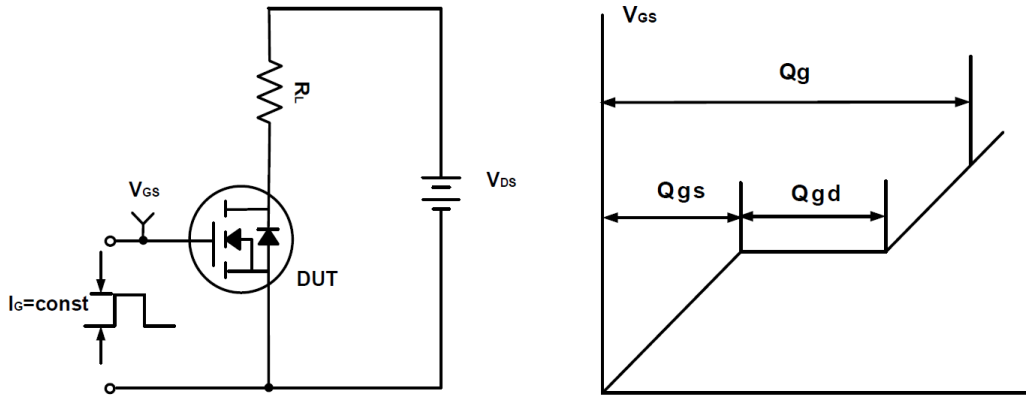 RL
VGS
VDS
DUT
IG=const
VGS
Qg
Qgs
Qgd